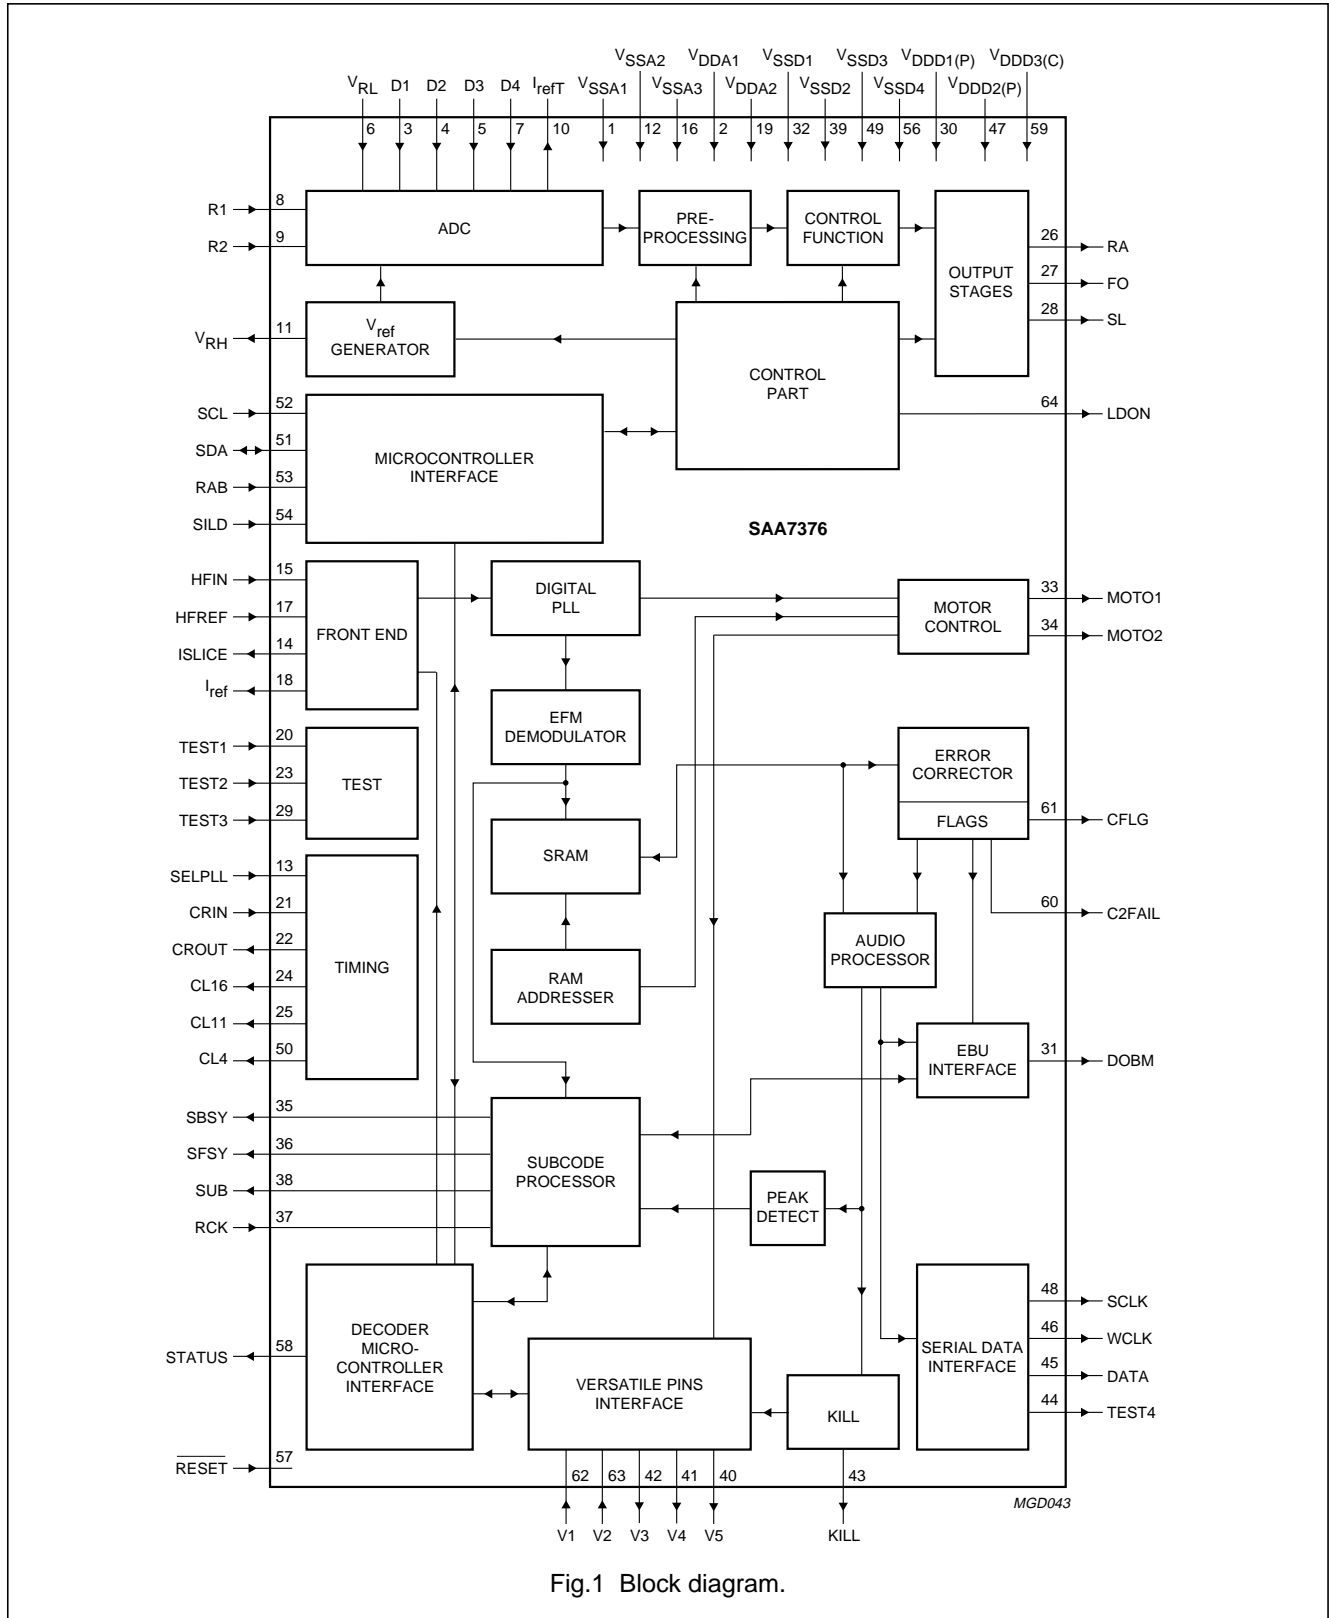 VSSA2 VDDA1 VSSD1 VSSD3 VDDD1(P) VDDD3(C)
VRL D1 D2 D3 D4 IrefT VSSA1 VSSA3 VDDA2 VSSD2 VSSD4 VDDD2(P)
6 3 4 5 7 10 1 12 16 2 19 32 39 49 56 30 47 59
R1 8
R2 9
ADC
PRE-
PROCESSING
CONTROL
FUNCTION
OUTPUT
STAGES
26 RA
27 FO
28 SL
VRH 11
Vref
GENERATOR
CONTROL
PART
64 LDON
SCL 52
SDA 51
RAB 53
SILD 54
MICROCONTROLLER
INTERFACE
SAA7376
HFIN 15
HFREF 17
ISLICE 14
Iref 18
FRONT END
DIGITAL
PLL
MOTOR
CONTROL
33 MOTO1
34 MOTO2
EFM
DEMODULATOR
TEST1 20
TEST2 23
TEST3 29
TEST
ERROR
CORRECTOR
FLAGS
61 CFLG
SRAM
60 C2FAIL
SELPLL 13
CRIN 21
CROUT 22
CL16 24
CL11 25
CL4 50
TIMING
RAM
ADDRESSER
AUDIO
PROCESSOR
EBU
INTERFACE
31 DOBM
SBSY 35
SFSY 36
SUB 38
RCK 37
SUBCODE
PROCESSOR
PEAK
DETECT
DECODER
MICRO-
CONTROLLER
INTERFACE
STATUS 58
VERSATILE PINS
INTERFACE
KILL
SERIAL DATA
INTERFACE
48 SCLK
46 WCLK
45 DATA
44 TEST4
RESET 57
62 63 42 41 40 43
V1 V2 V3 V4 V5 KILL
MGD043
Fig.1 Block diagram.